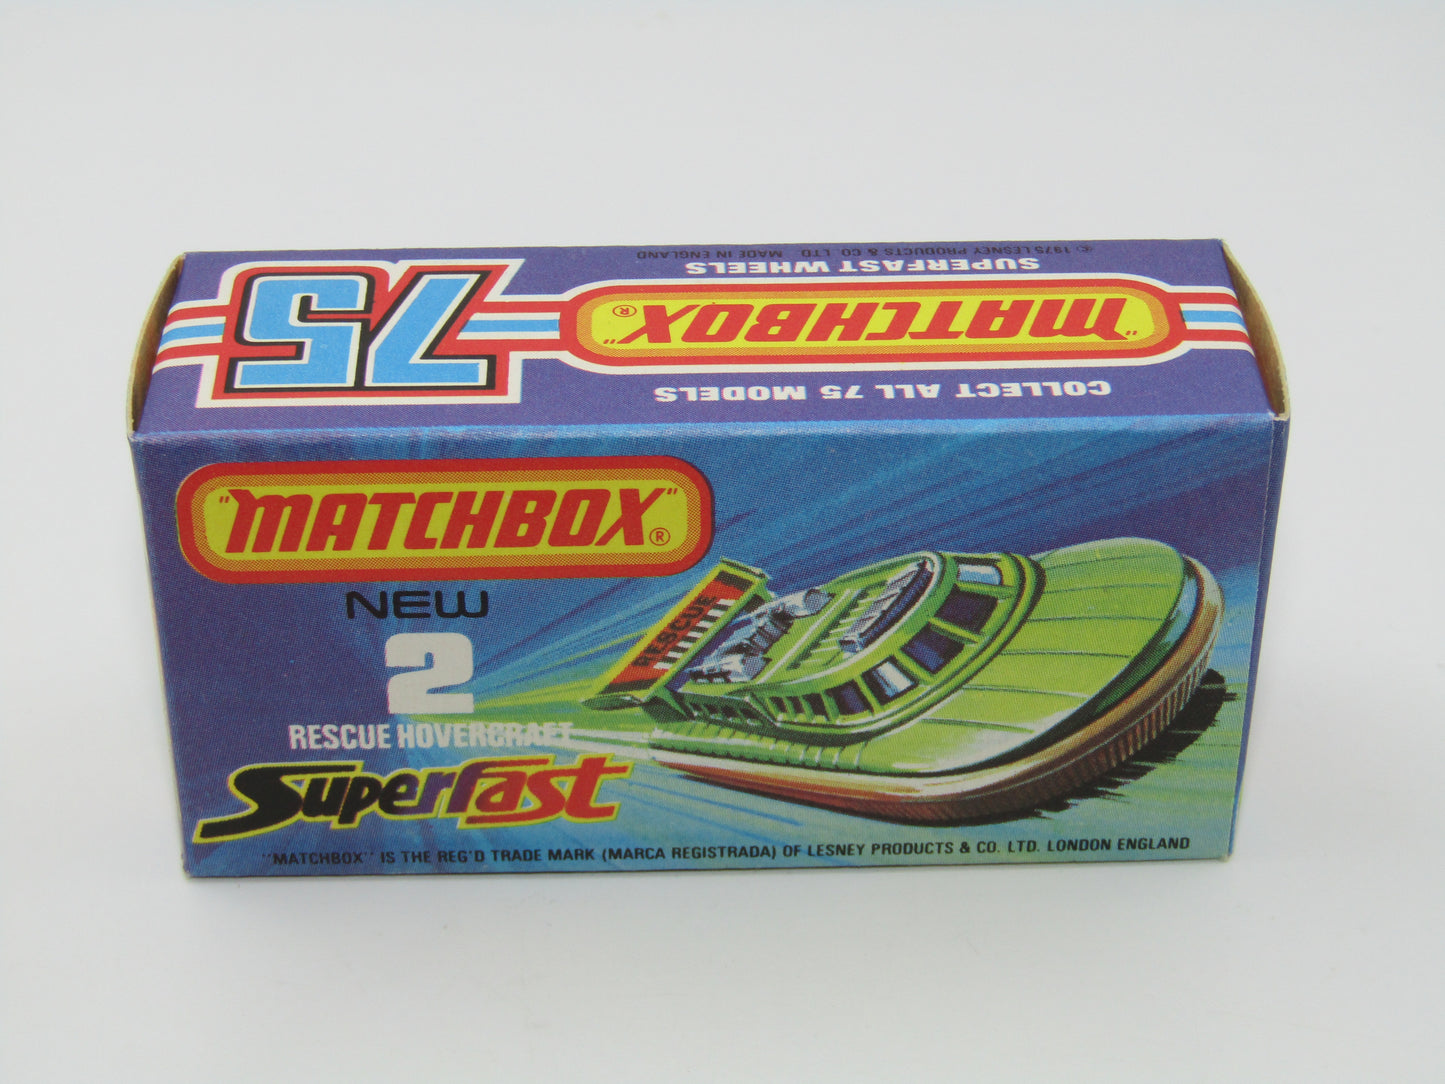 © 1975 LESNEY PRODUCTS & CO. LTD   MADE IN ENGLAND
SUPERFAST WHEELS
"MATCHBOX"®
75
COLLECT ALL 75 MODELS
"MATCHBOX"®
NEW
2
RESCUE HOVERCRAFT
SuperFast
RESCUE
"MATCHBOX" IS THE REG'D TRADE MARK (MARCA REGISTRADA) OF LESNEY PRODUCTS & CO. LTD. LONDON ENGLAND